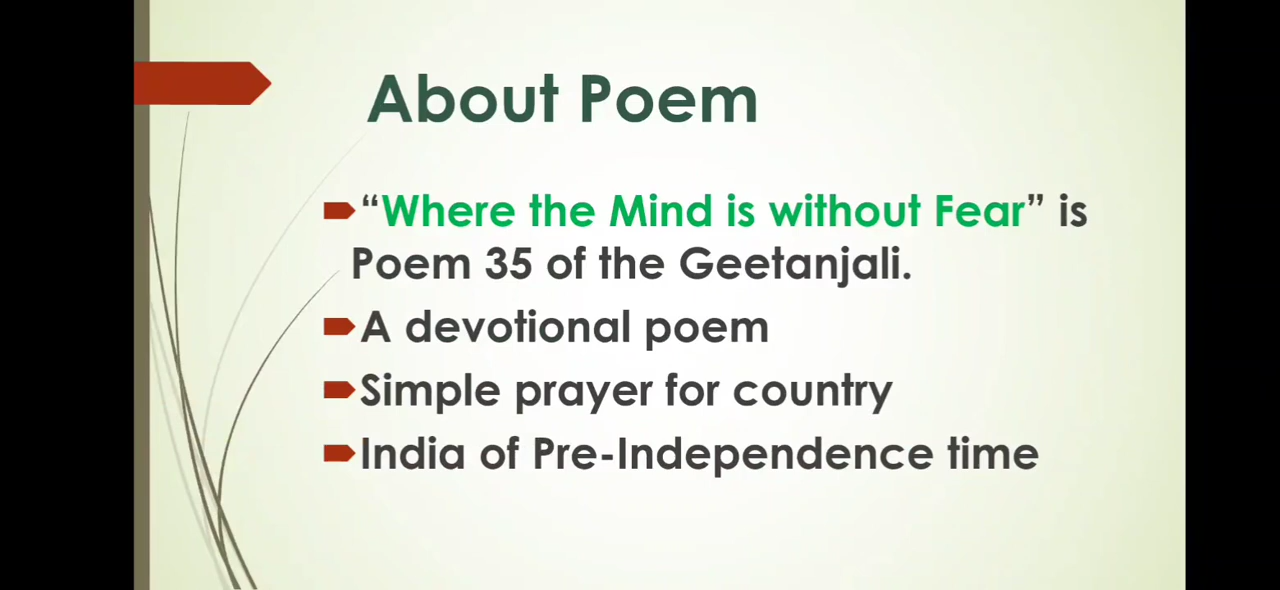 About Poem
“Where the Mind is without Fear” is
Poem 35 of the Geetanjali.
A devotional poem
Simple prayer for country
India of Pre-Independence time